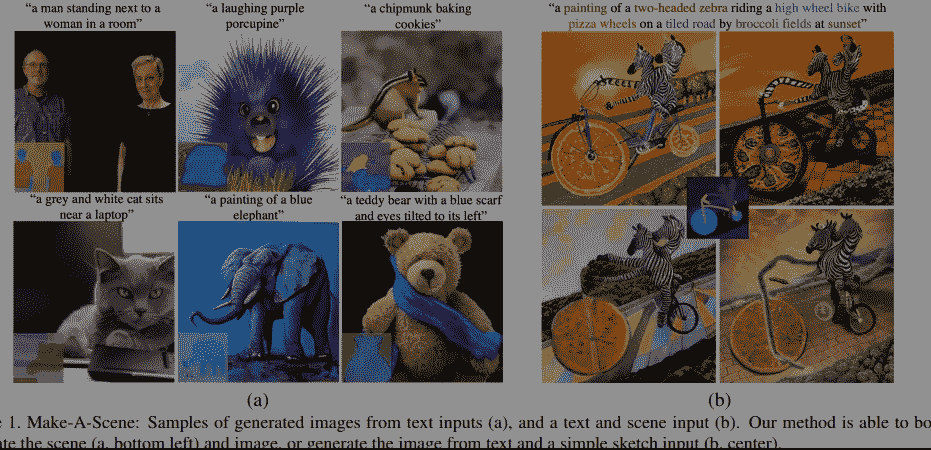 “a man standing next to a
woman in a room”
“a laughing purple
porcupine”
“a chipmunk baking
cookies”
“a grey and white cat sits
near a laptop”
“a painting of a blue
elephant”
“a teddy bear with a blue scarf
and eyes tilted to its left”
(a)
“a painting of a two-headed zebra riding a high wheel bike with
pizza wheels on a tiled road by broccoli fields at sunset”
(b)
e 1. Make-A-Scene: Samples of generated images from text inputs (a), and a text and scene input (b). Our method is able to bo
ate the scene (a, bottom left) and image, or generate the image from text and a simple sketch input (b, center).